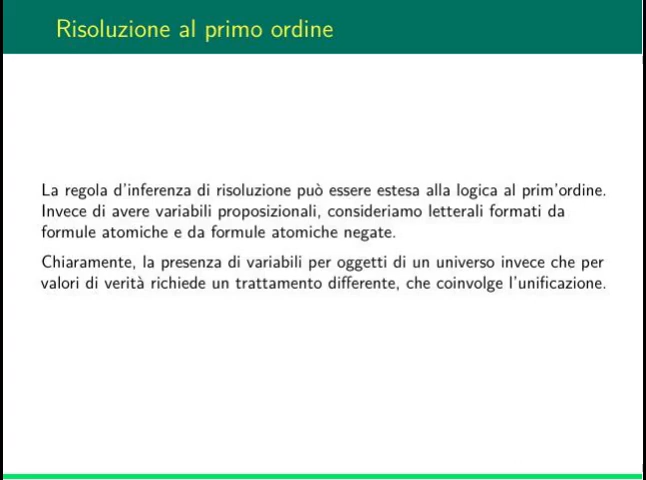 Risoluzione al primo ordine
La regola d'inferenza di risoluzione può essere estesa alla logica al prim'ordine.
Invece di avere variabili proposizionali, consideriamo letterali formati da
formule atomiche e da formule atomiche negate.
Chiaramente, la presenza di variabili per oggetti di un universo invece che per
valori di verità richiede un trattamento differente, che coinvolge l'unificazione.